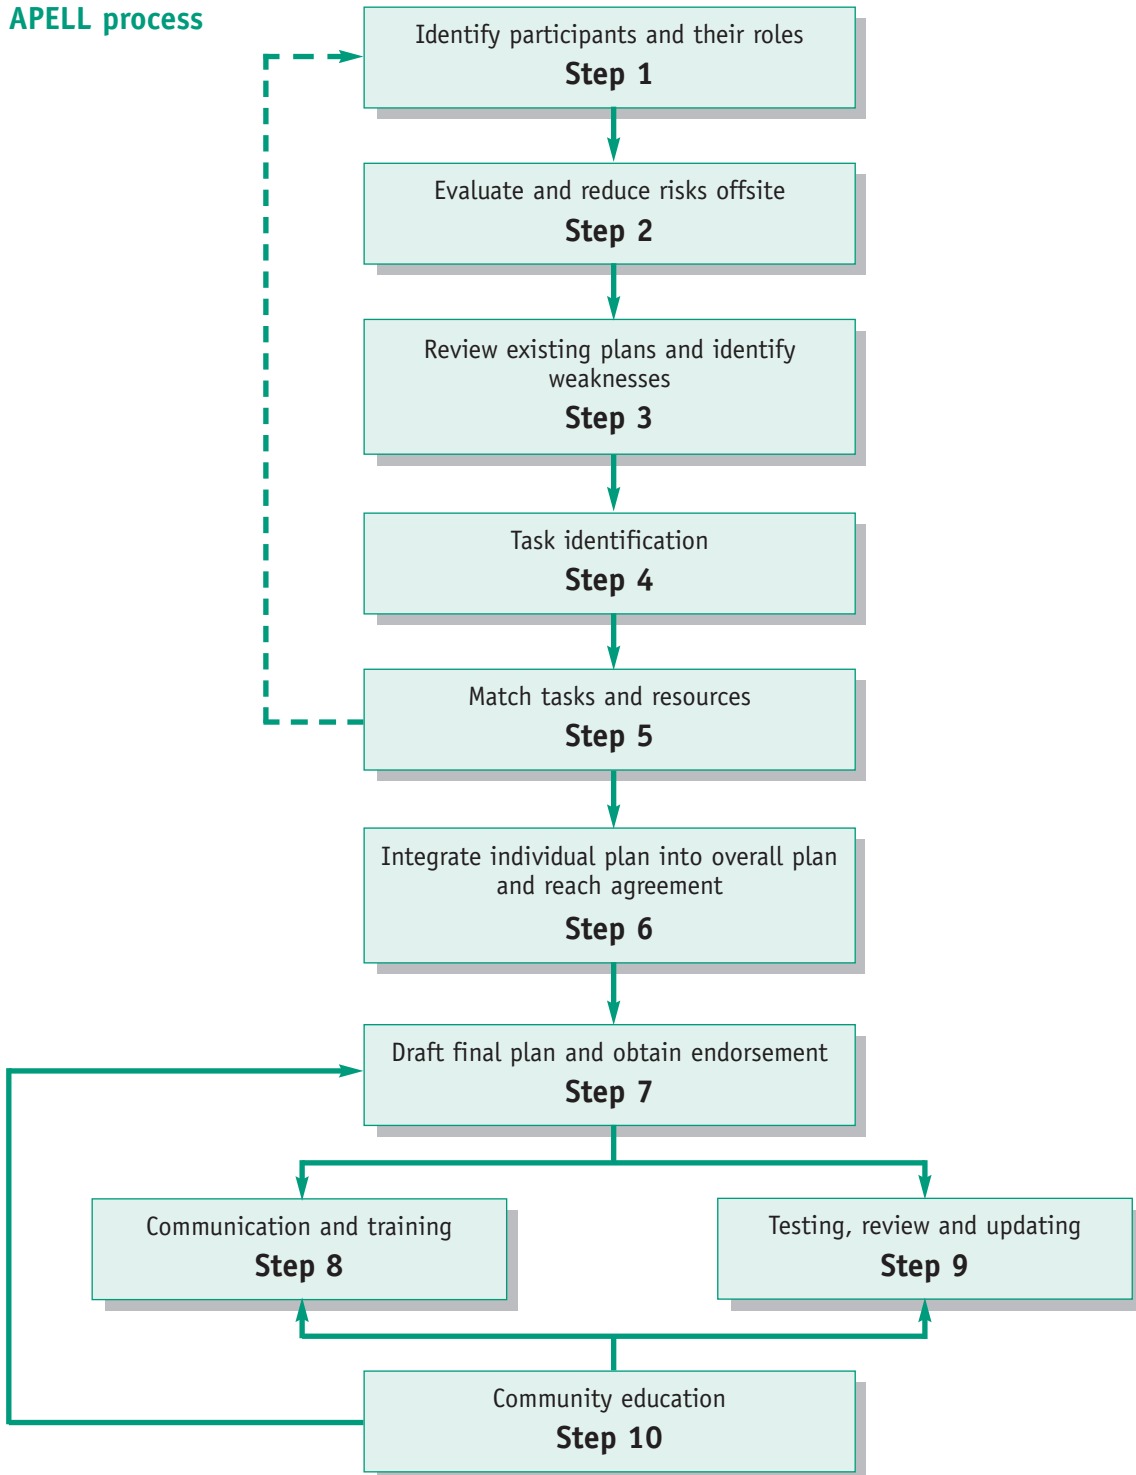 APELL process
Identify participants and their roles
Step 1
Evaluate and reduce risks offsite
Step 2
Review existing plans and identify
weaknesses
Step 3
Task identification
Step 4
Match tasks and resources
Step 5
Integrate individual plan into overall plan
and reach agreement
Step 6
Draft final plan and obtain endorsement
Step 7
Communication and training
Step 8
Testing, review and updating
Step 9
Community education
Step 10